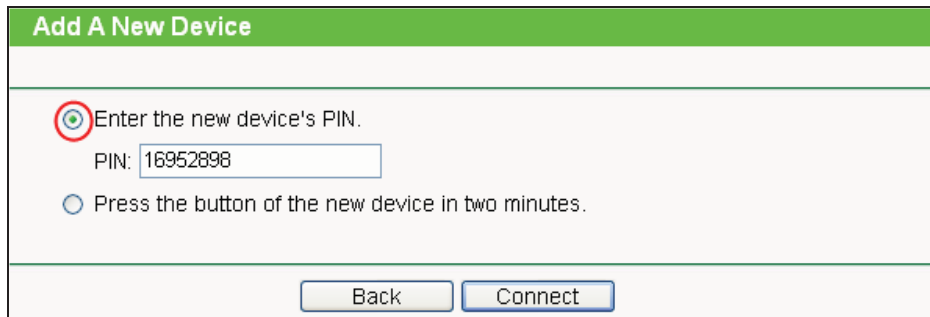 Add A New Device
Enter the new device's PIN.
PIN: 16952898
Press the button of the new device in two minutes.
Back Connect